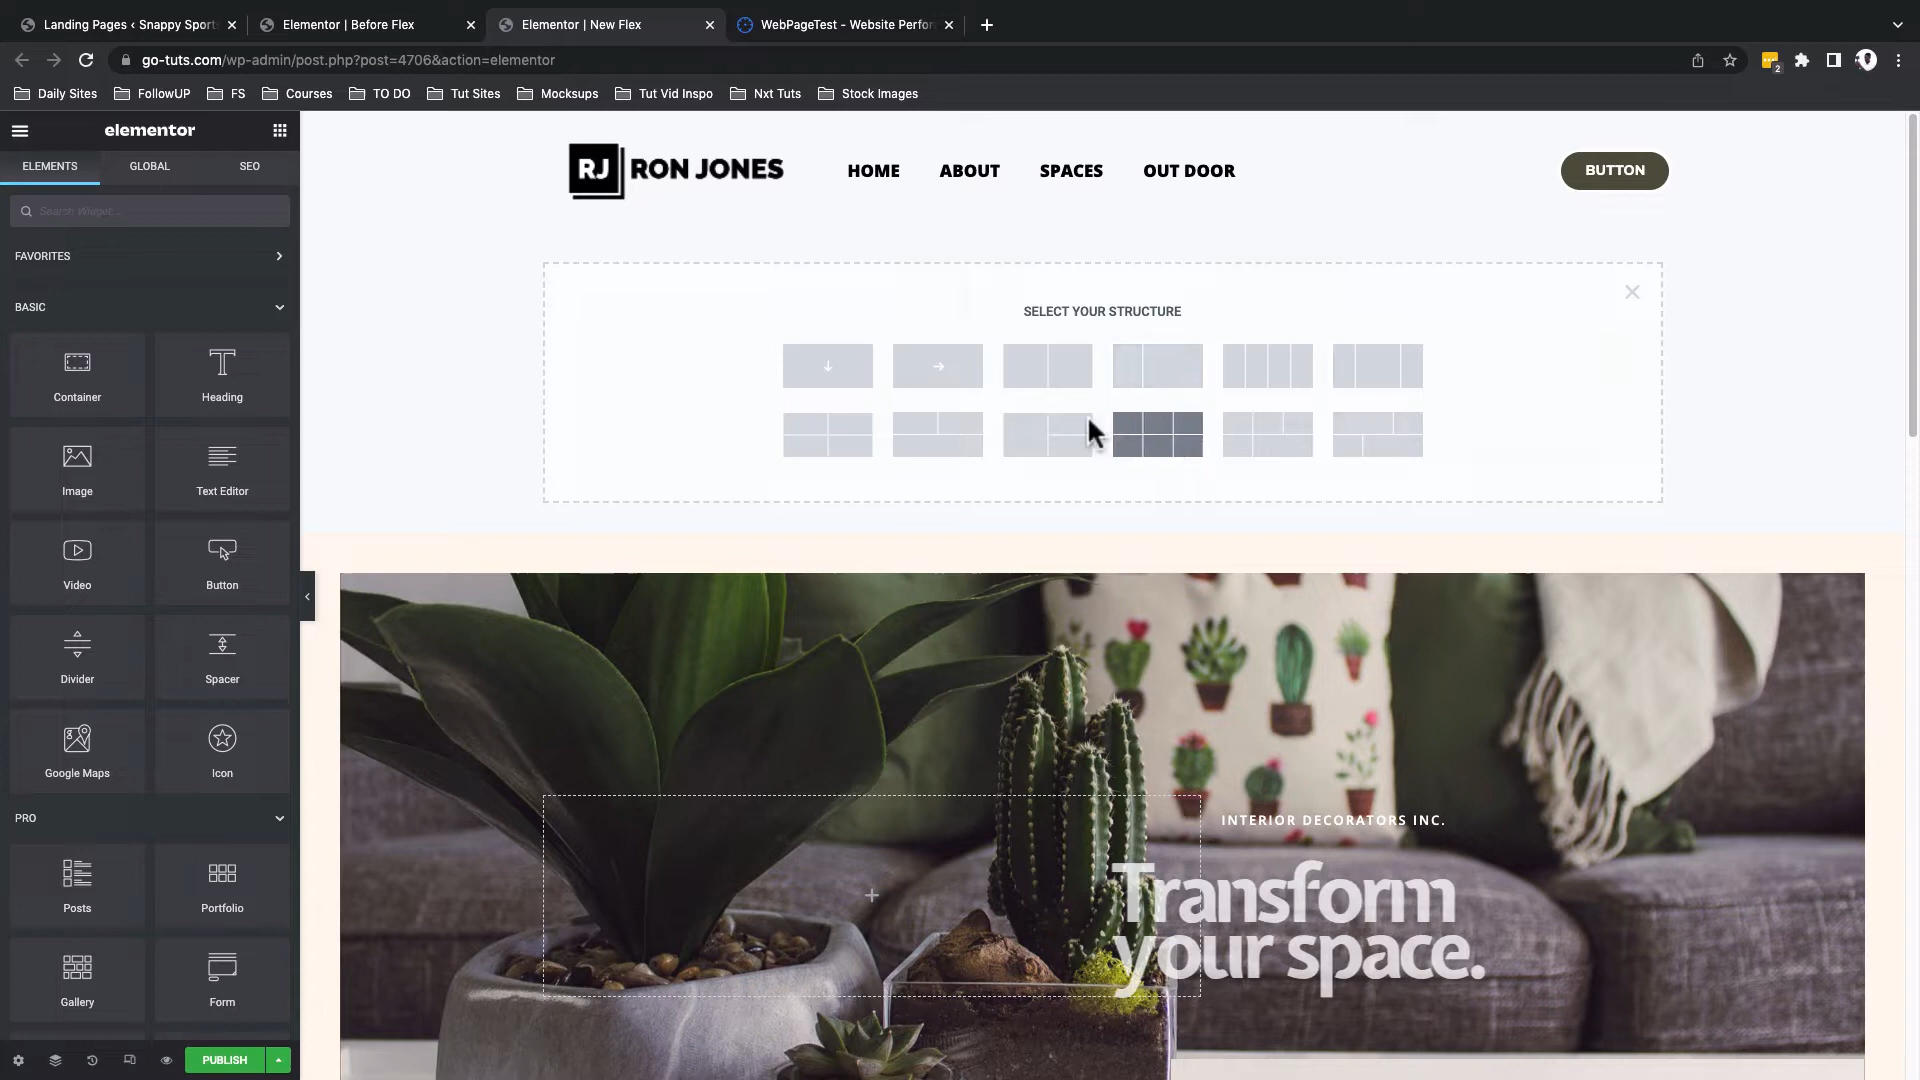 Landing Pages ‹ Snappy Sport
Elementor | Before Flex
Elementor | New Flex
WebPageTest - Website Perfor
go-tuts.com/wp-admin/post.php?post=4706&action=elementor
2
Daily Sites
FollowUP
FS
Courses
TO DO
Tut Sites
Mocksups
Tut Vid Inspo
Nxt Tuts
Stock Images
elementor
ELEMENTS
GLOBAL
SEO
Search Widget...
FAVORITES
BASIC
Container
Heading
Image
Text Editor
Video
Button
Divider
Spacer
Google Maps
Icon
PRO
Posts
Portfolio
Gallery
Form
PUBLISH
RJ RON JONES
HOME
ABOUT
SPACES
OUT DOOR
BUTTON
SELECT YOUR STRUCTURE
INTERIOR DECORATORS INC.
Transform
your space.